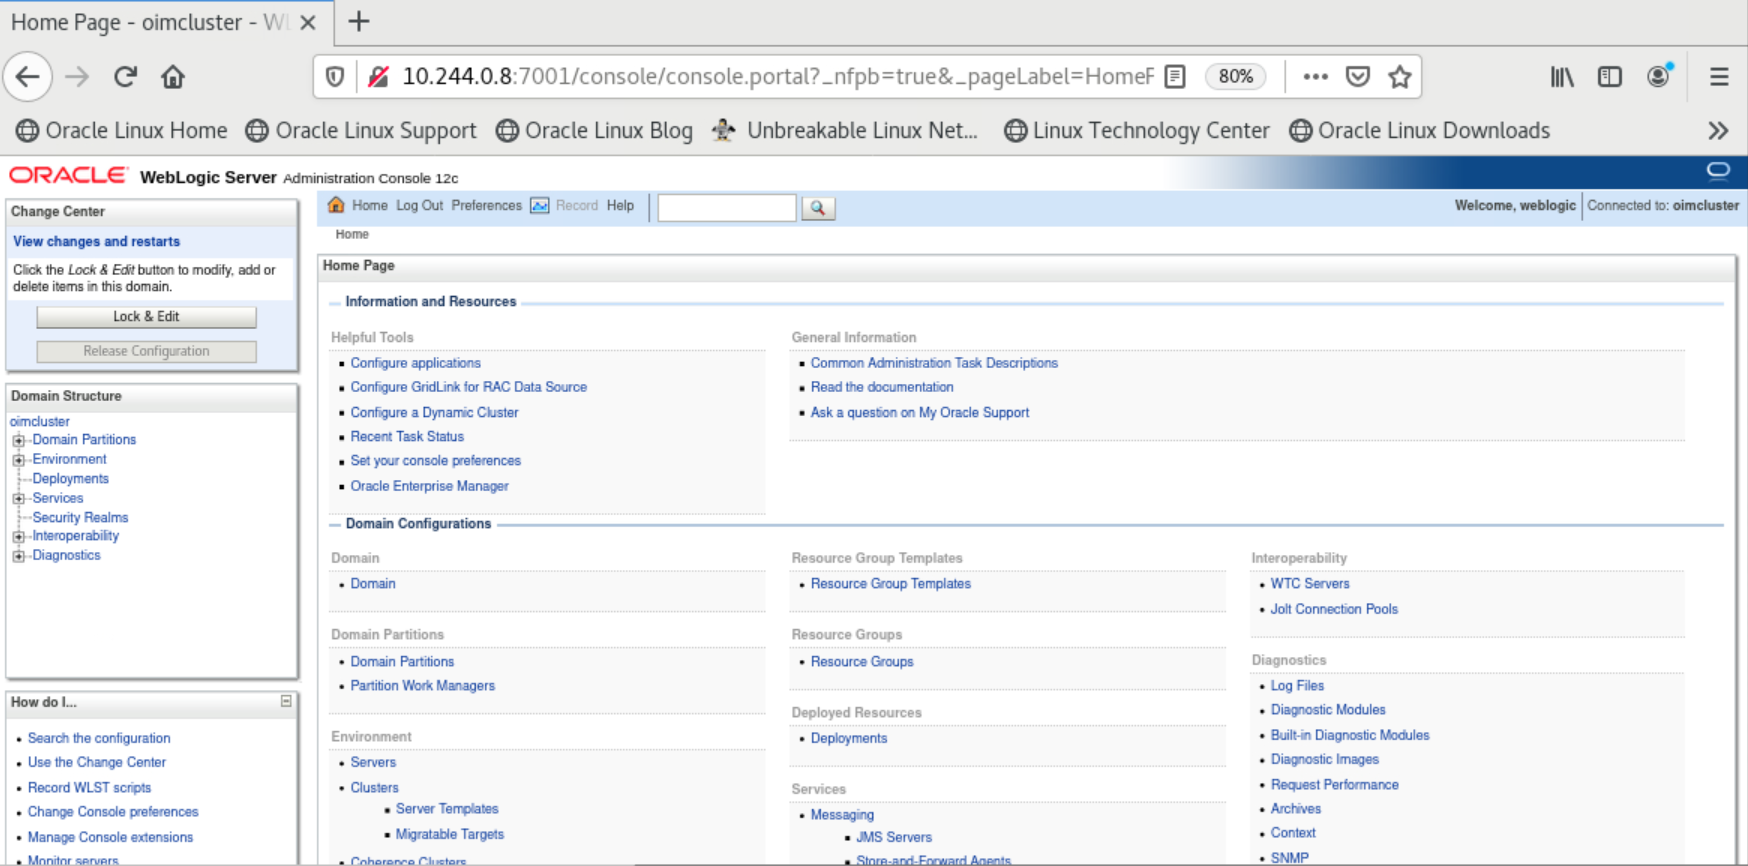 Home Page - oimcluster - WL
10.244.0.8:7001/console/console.portal?_nfpb=true&_pageLabel=HomeP
80%
Oracle Linux Home
Oracle Linux Support
Oracle Linux Blog
Unbreakable Linux Net...
Linux Technology Center
Oracle Linux Downloads
ORACLE WebLogic Server Administration Console 12c
Change Center
View changes and restarts
Click the Lock & Edit button to modify, add or
delete items in this domain.
Lock & Edit
Release Configuration
Domain Structure
oimcluster
Domain Partitions
Environment
Deployments
Services
Security Realms
Interoperability
Diagnostics
How do I...
Search the configuration
Use the Change Center
Record WLST scripts
Change Console preferences
Manage Console extensions
Monitor servers
Home Log Out Preferences Record Help
Welcome, weblogic
Connected to: oimcluster
Home
Home Page
Information and Resources
Helpful Tools
Configure applications
Configure GridLink for RAC Data Source
Configure a Dynamic Cluster
Recent Task Status
Set your console preferences
Oracle Enterprise Manager
General Information
Common Administration Task Descriptions
Read the documentation
Ask a question on My Oracle Support
Domain Configurations
Domain
Domain
Domain Partitions
Domain Partitions
Partition Work Managers
Environment
Servers
Clusters
Server Templates
Migratable Targets
Coherence Clusters
Resource Group Templates
Resource Group Templates
Resource Groups
Resource Groups
Deployed Resources
Deployments
Services
Messaging
JMS Servers
Store-and-Forward Agents
Interoperability
WTC Servers
Jolt Connection Pools
Diagnostics
Log Files
Diagnostic Modules
Built-in Diagnostic Modules
Diagnostic Images
Request Performance
Archives
Context
SNMP